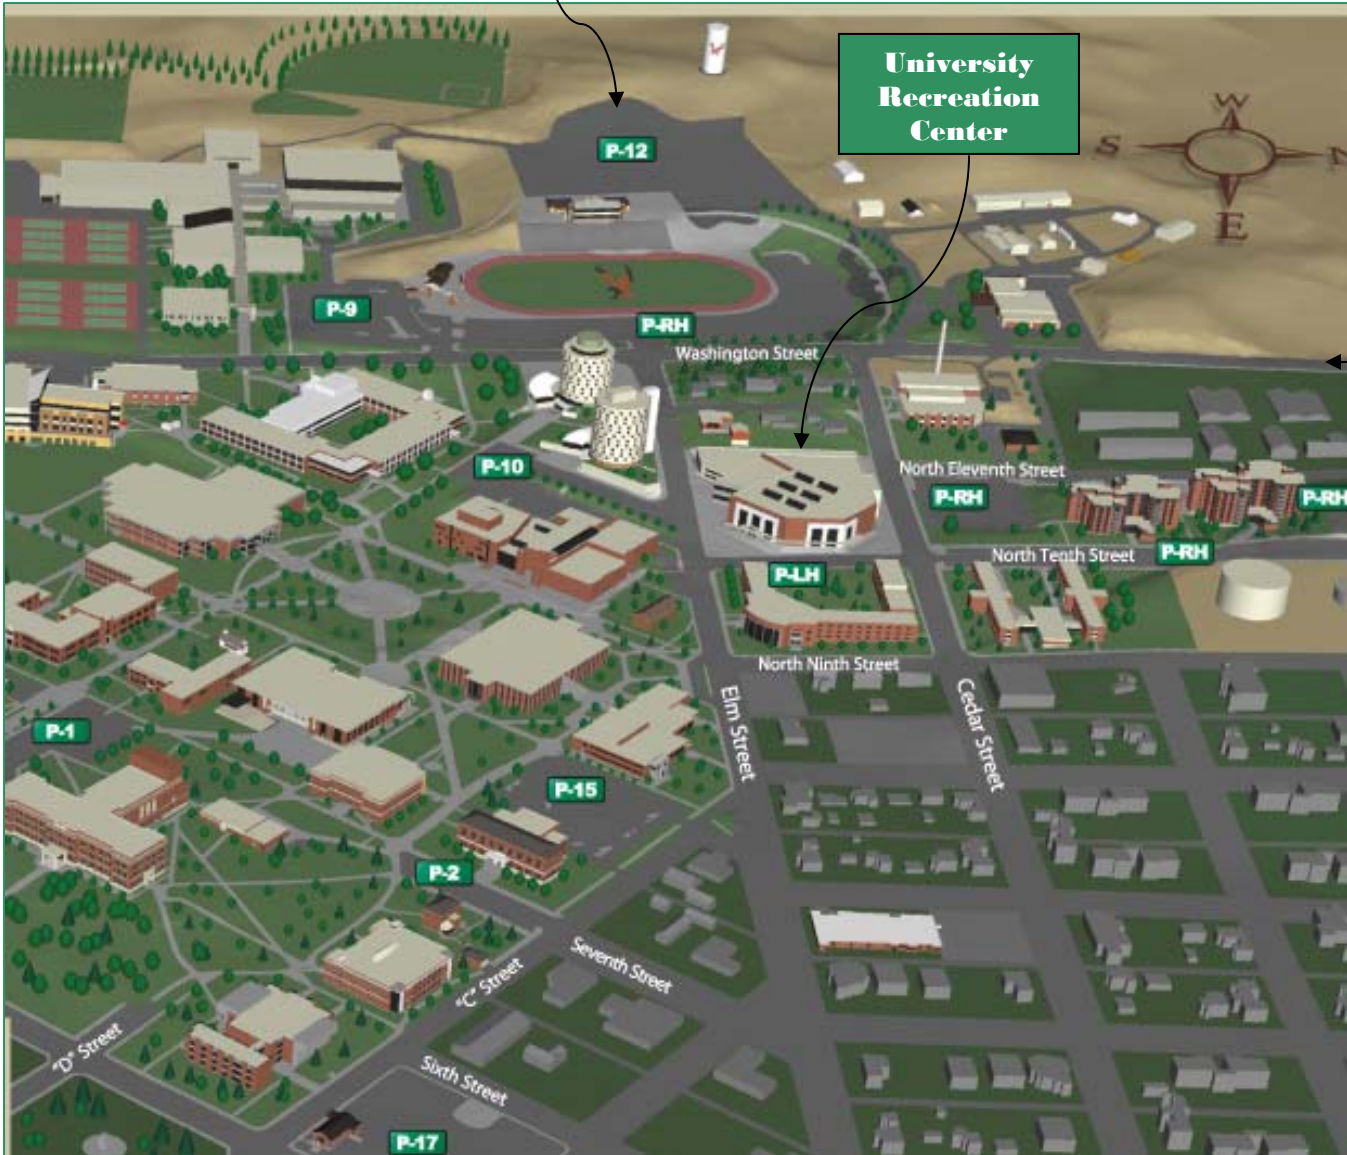 University
Recreation
Center
W
S
N
E
P-12
P-9
P-RH
Washington Street
P-10
North Eleventh Street
P-RH
P-RH
North Tenth Street
P-RH
P-LH
North Ninth Street
Elm Street
Cedar Street
P-1
P-15
P-2
Seventh Street
"C" Street
"D" Street
Sixth Street
P-17